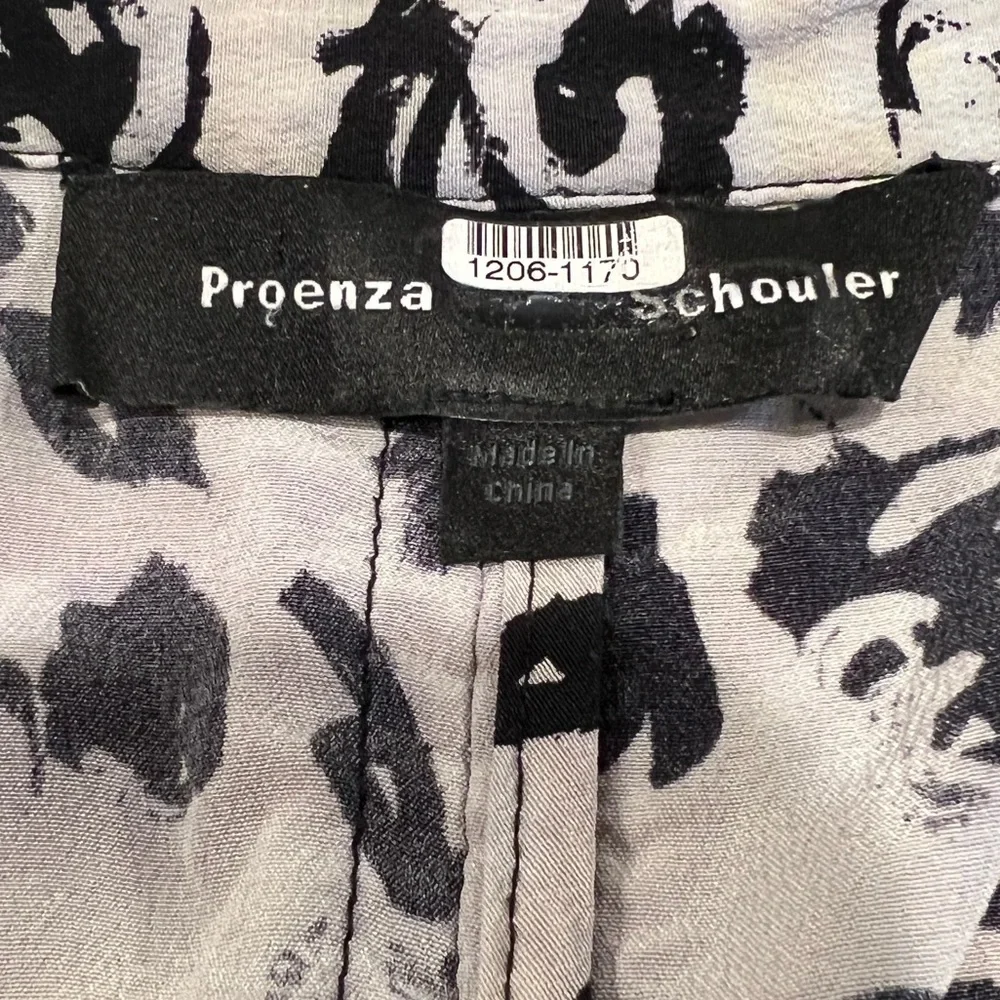 1206-1170
Proenza Schouler
Made In
China